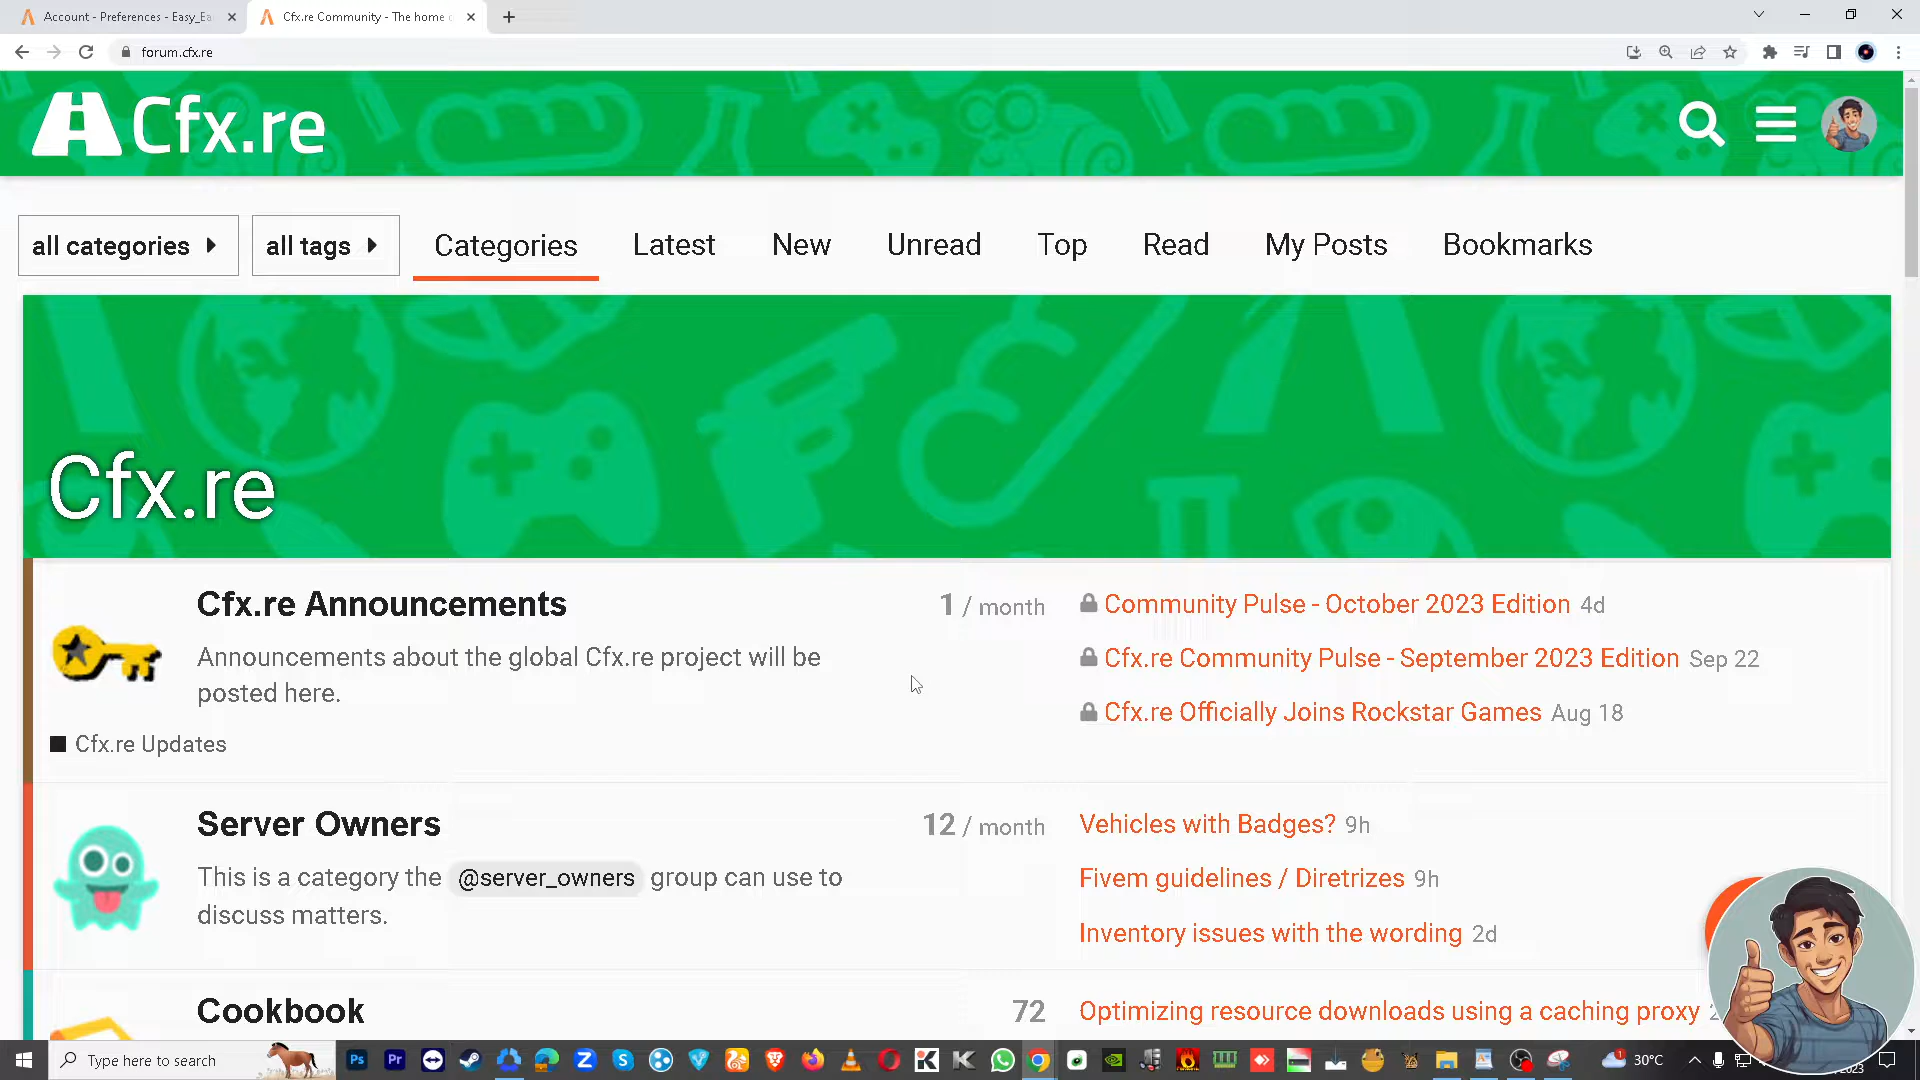 Account - Preferences - Easy_Ea
Cfx.re Community - The home
forum.cfx.re
Cfx.re
all categories
all tags
Categories
Latest
New
Unread
Top
Read
My Posts
Bookmarks
Cfx.re
Cfx.re Announcements
1 / month
Announcements about the global Cfx.re project will be
posted here.
Cfx.re Updates
Community Pulse - October 2023 Edition 4d
Cfx.re Community Pulse - September 2023 Edition Sep 22
Cfx.re Officially Joins Rockstar Games Aug 18
Server Owners
12 / month
This is a category the @server_owners group can use to
discuss matters.
Vehicles with Badges? 9h
Fivem guidelines / Diretrizes 9h
Inventory issues with the wording 2d
Cookbook
72
Optimizing resource downloads using a caching proxy
Type here to search
Ps
Pr
30°C